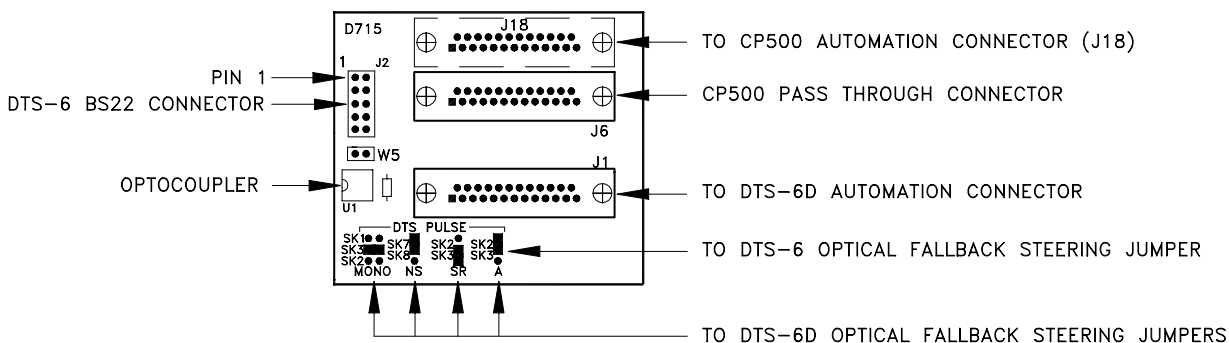 D715
J18
TO CP500 AUTOMATION CONNECTOR (J18)
1
J2
PIN 1
DTS-6 BS22 CONNECTOR
CP500 PASS THROUGH CONNECTOR
J6
W5
J1
OPTOCOUPLER
U1
TO DTS-6D AUTOMATION CONNECTOR
DTS PULSE
SK1
SK3
SK2
SK7
SK8
SK2
SK3
SK2
SK3
TO DTS-6 OPTICAL FALLBACK STEERING JUMPER
MONO NS SR A
TO DTS-6D OPTICAL FALLBACK STEERING JUMPERS